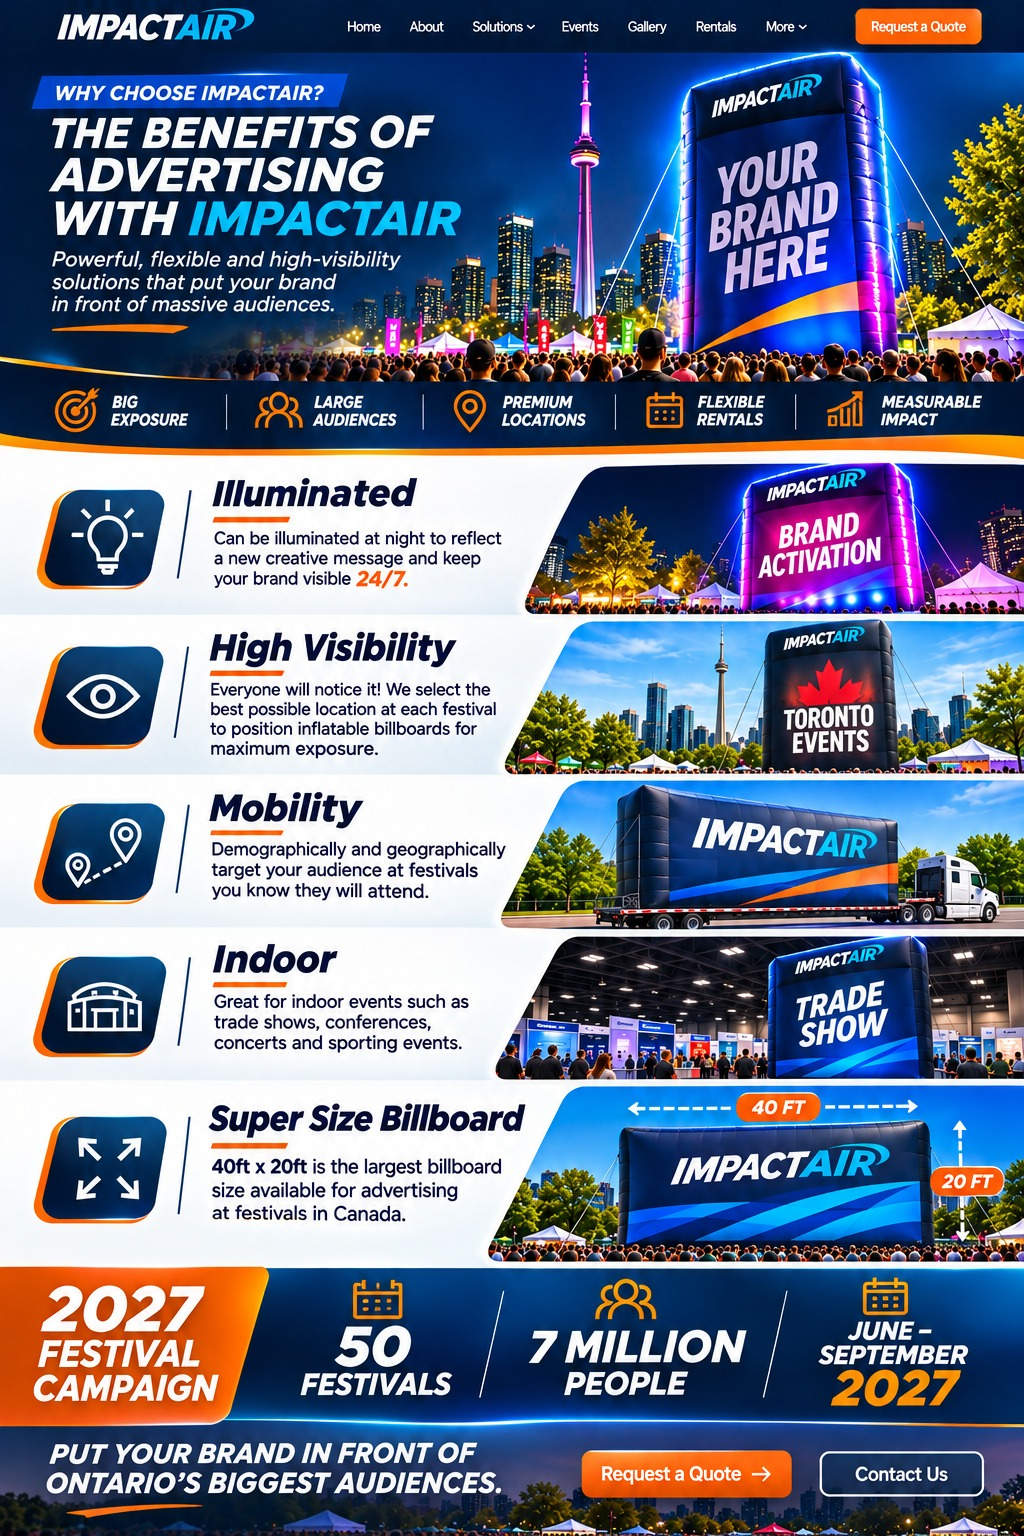 IMPACTAIR
Home About Solutions Events Gallery Rentals More Request a Quote
WHY CHOOSE IMPACTAIR?
THE BENEFITS OF
ADVERTISING
WITH IMPACTAIR
Powerful, flexible and high-visibility
solutions that put your brand
in front of massive audiences.
IMPACTAIR
YOUR
BRAND
HERE
BIG
EXPOSURE
LARGE
AUDIENCES
PREMIUM
LOCATIONS
FLEXIBLE
RENTALS
MEASURABLE
IMPACT
Illuminated
Can be illuminated at night to reflect
a new creative message and keep
your brand visible 24/7.
IMPACTAIR
BRAND
ACTIVATION
High Visibility
Everyone will notice it! We select the
best possible location at each festival
to position inflatable billboards for
maximum exposure.
IMPACTAIR
TORONTO
EVENTS
Mobility
Demographically and geographically
target your audience at festivals
you know they will attend.
IMPACTAIR
Indoor
Great for indoor events such as
trade shows, conferences,
concerts and sporting events.
IMPACTAIR
TRADE
SHOW
Super Size Billboard
40ft x 20ft is the largest billboard
size available for advertising
at festivals in Canada.
40 FT
IMPACTAIR
20 FT
2027
FESTIVAL
CAMPAIGN
50
FESTIVALS
7 MILLION
PEOPLE
JUNE –
SEPTEMBER
2027
PUT YOUR BRAND IN FRONT OF
ONTARIO'S BIGGEST AUDIENCES.
Request a Quote →
Contact Us